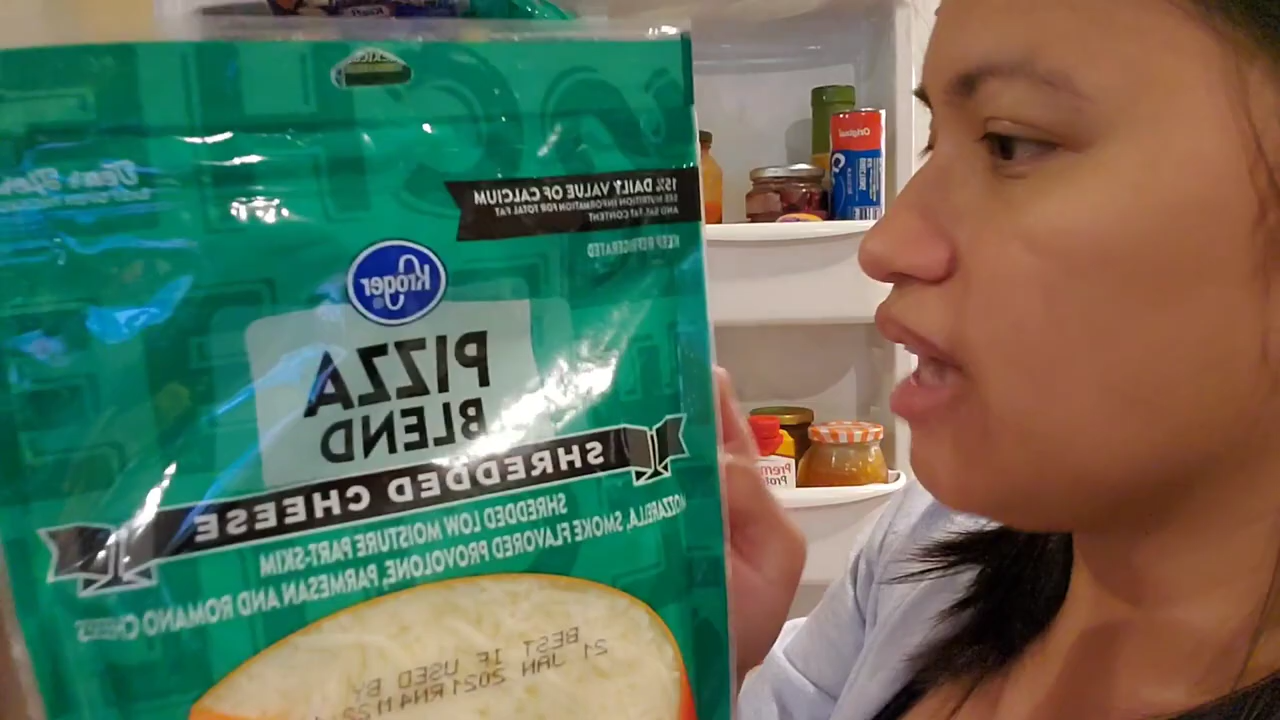 15% DAILY VALUE OF CALCIUM
SEE NUTRITION INFORMATION FOR TOTAL FAT
AND SAT FAT CONTENT
KEEP REFRIGERATED
Kroger
PIZZA
BLEND
SHREDDED CHEESE
SHREDDED LOW MOISTURE PART-SKIM
MOZZARELLA, SMOKE FLAVORED PROVOLONE, PARMESAN AND ROMANO CHEESES
BEST IF USED BY
21 JAN 2021
Original
Kraft